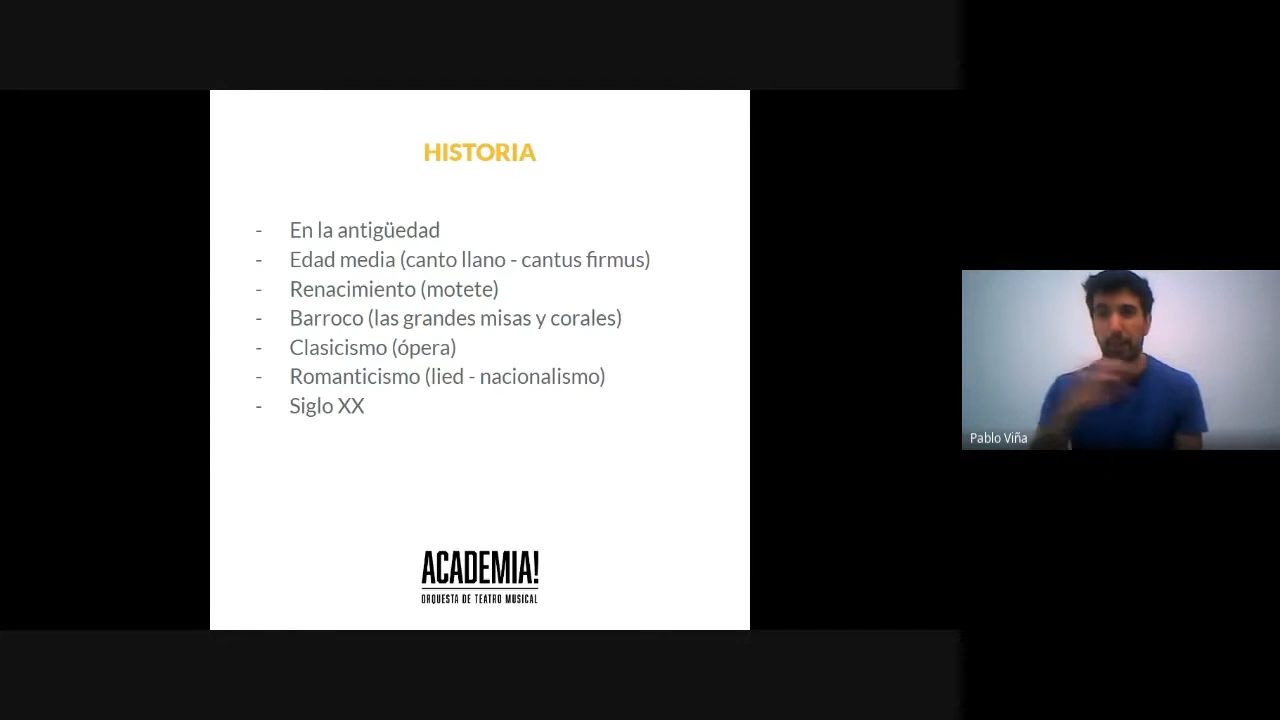 HISTORIA
- En la antigüedad
- Edad media (canto llano - cantus firmus)
- Renacimiento (motete)
- Barroco (las grandes misas y corales)
- Clasicismo (ópera)
- Romanticismo (lied - nacionalismo)
- Siglo XX
ACADEMIA!
ORQUESTA DE TEATRO MUSICAL
Pablo Viña